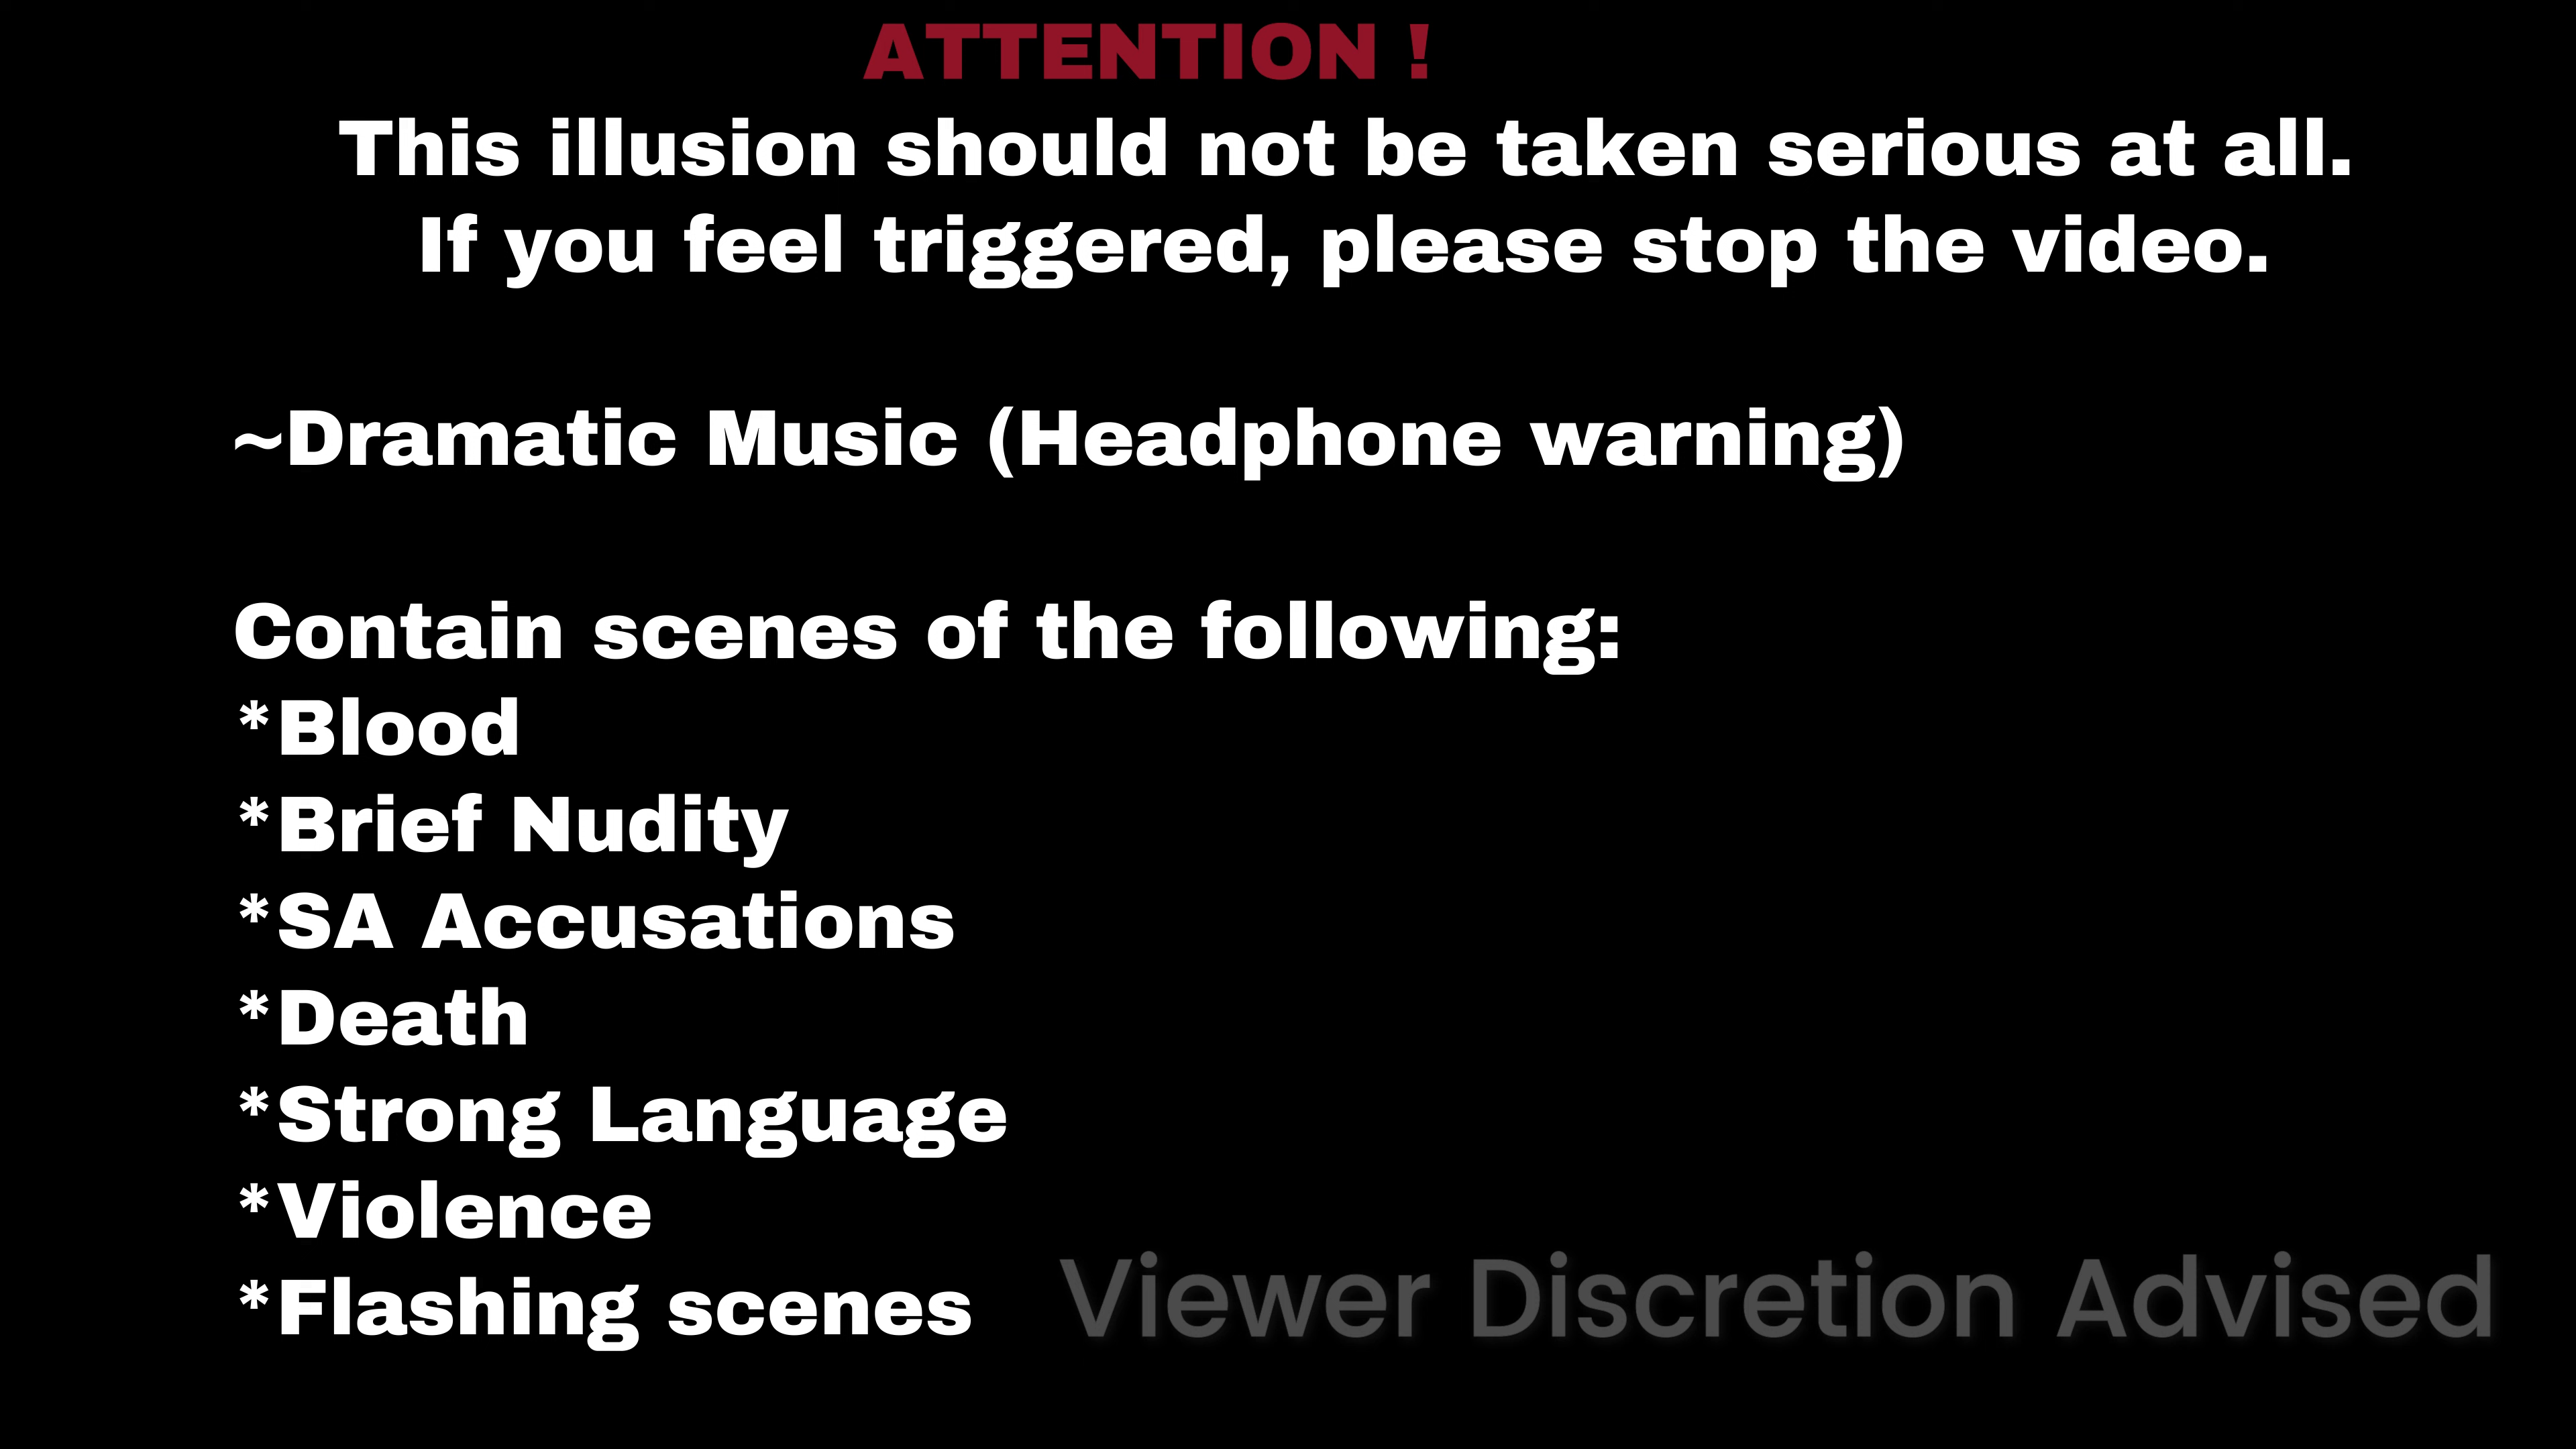 ATTENTION !
This illusion should not be taken serious at all.
If you feel triggered, please stop the video.
~Dramatic Music (Headphone warning)
Contain scenes of the following:
*Blood
*Brief Nudity
*SA Accusations
*Death
*Strong Language
*Violence
*Flashing scenes
Viewer Discretion Advised